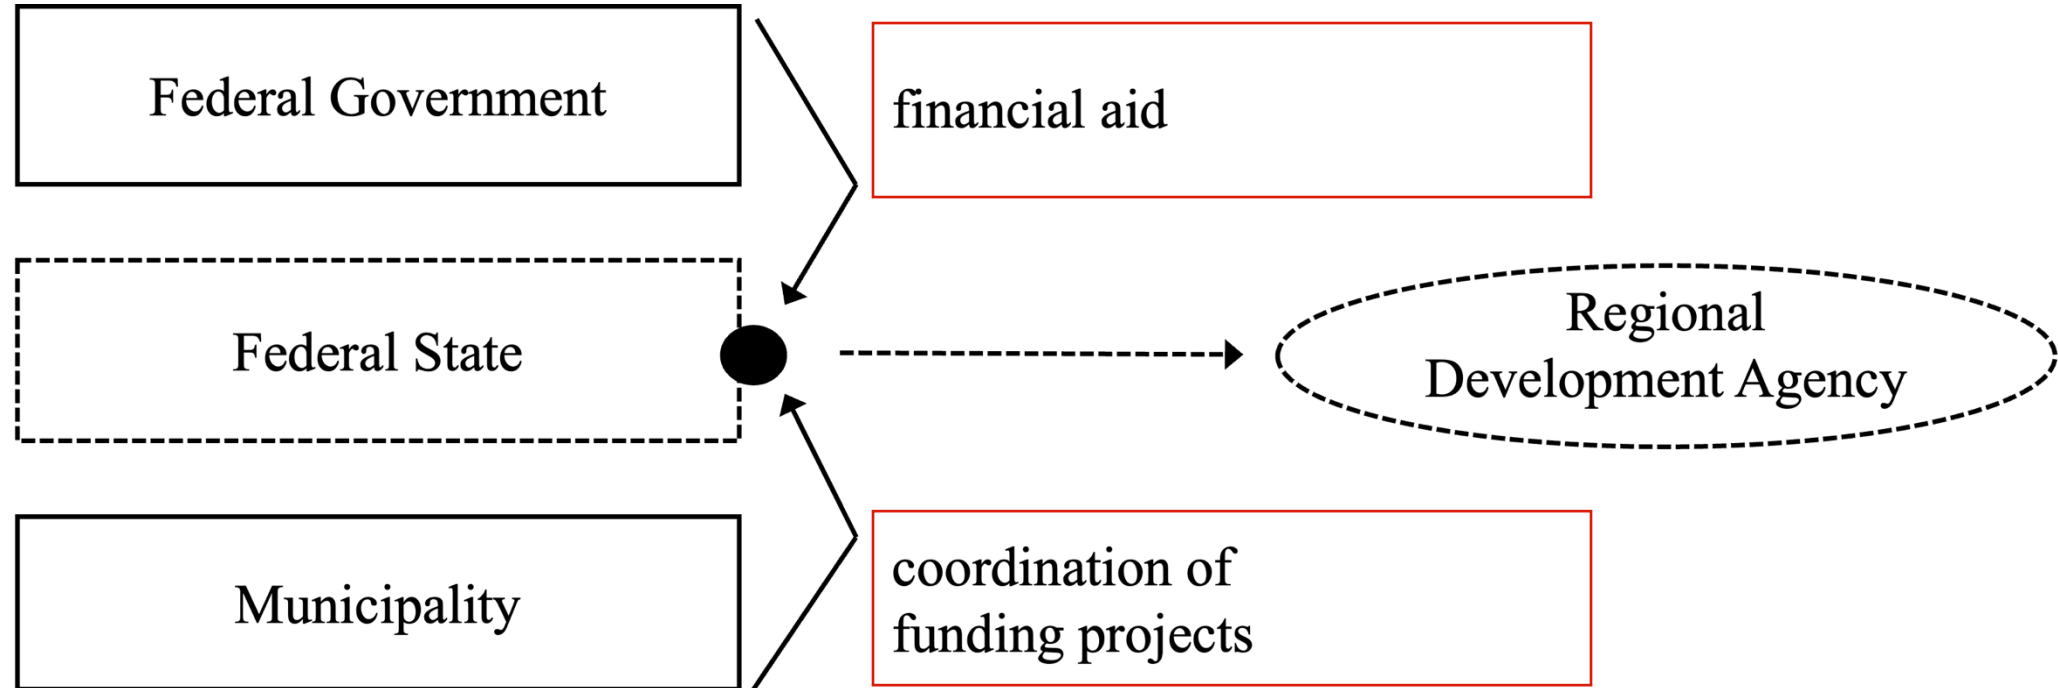 Federal Government
financial aid
Federal State
Regional
Development Agency
Municipality
coordination of
funding projects